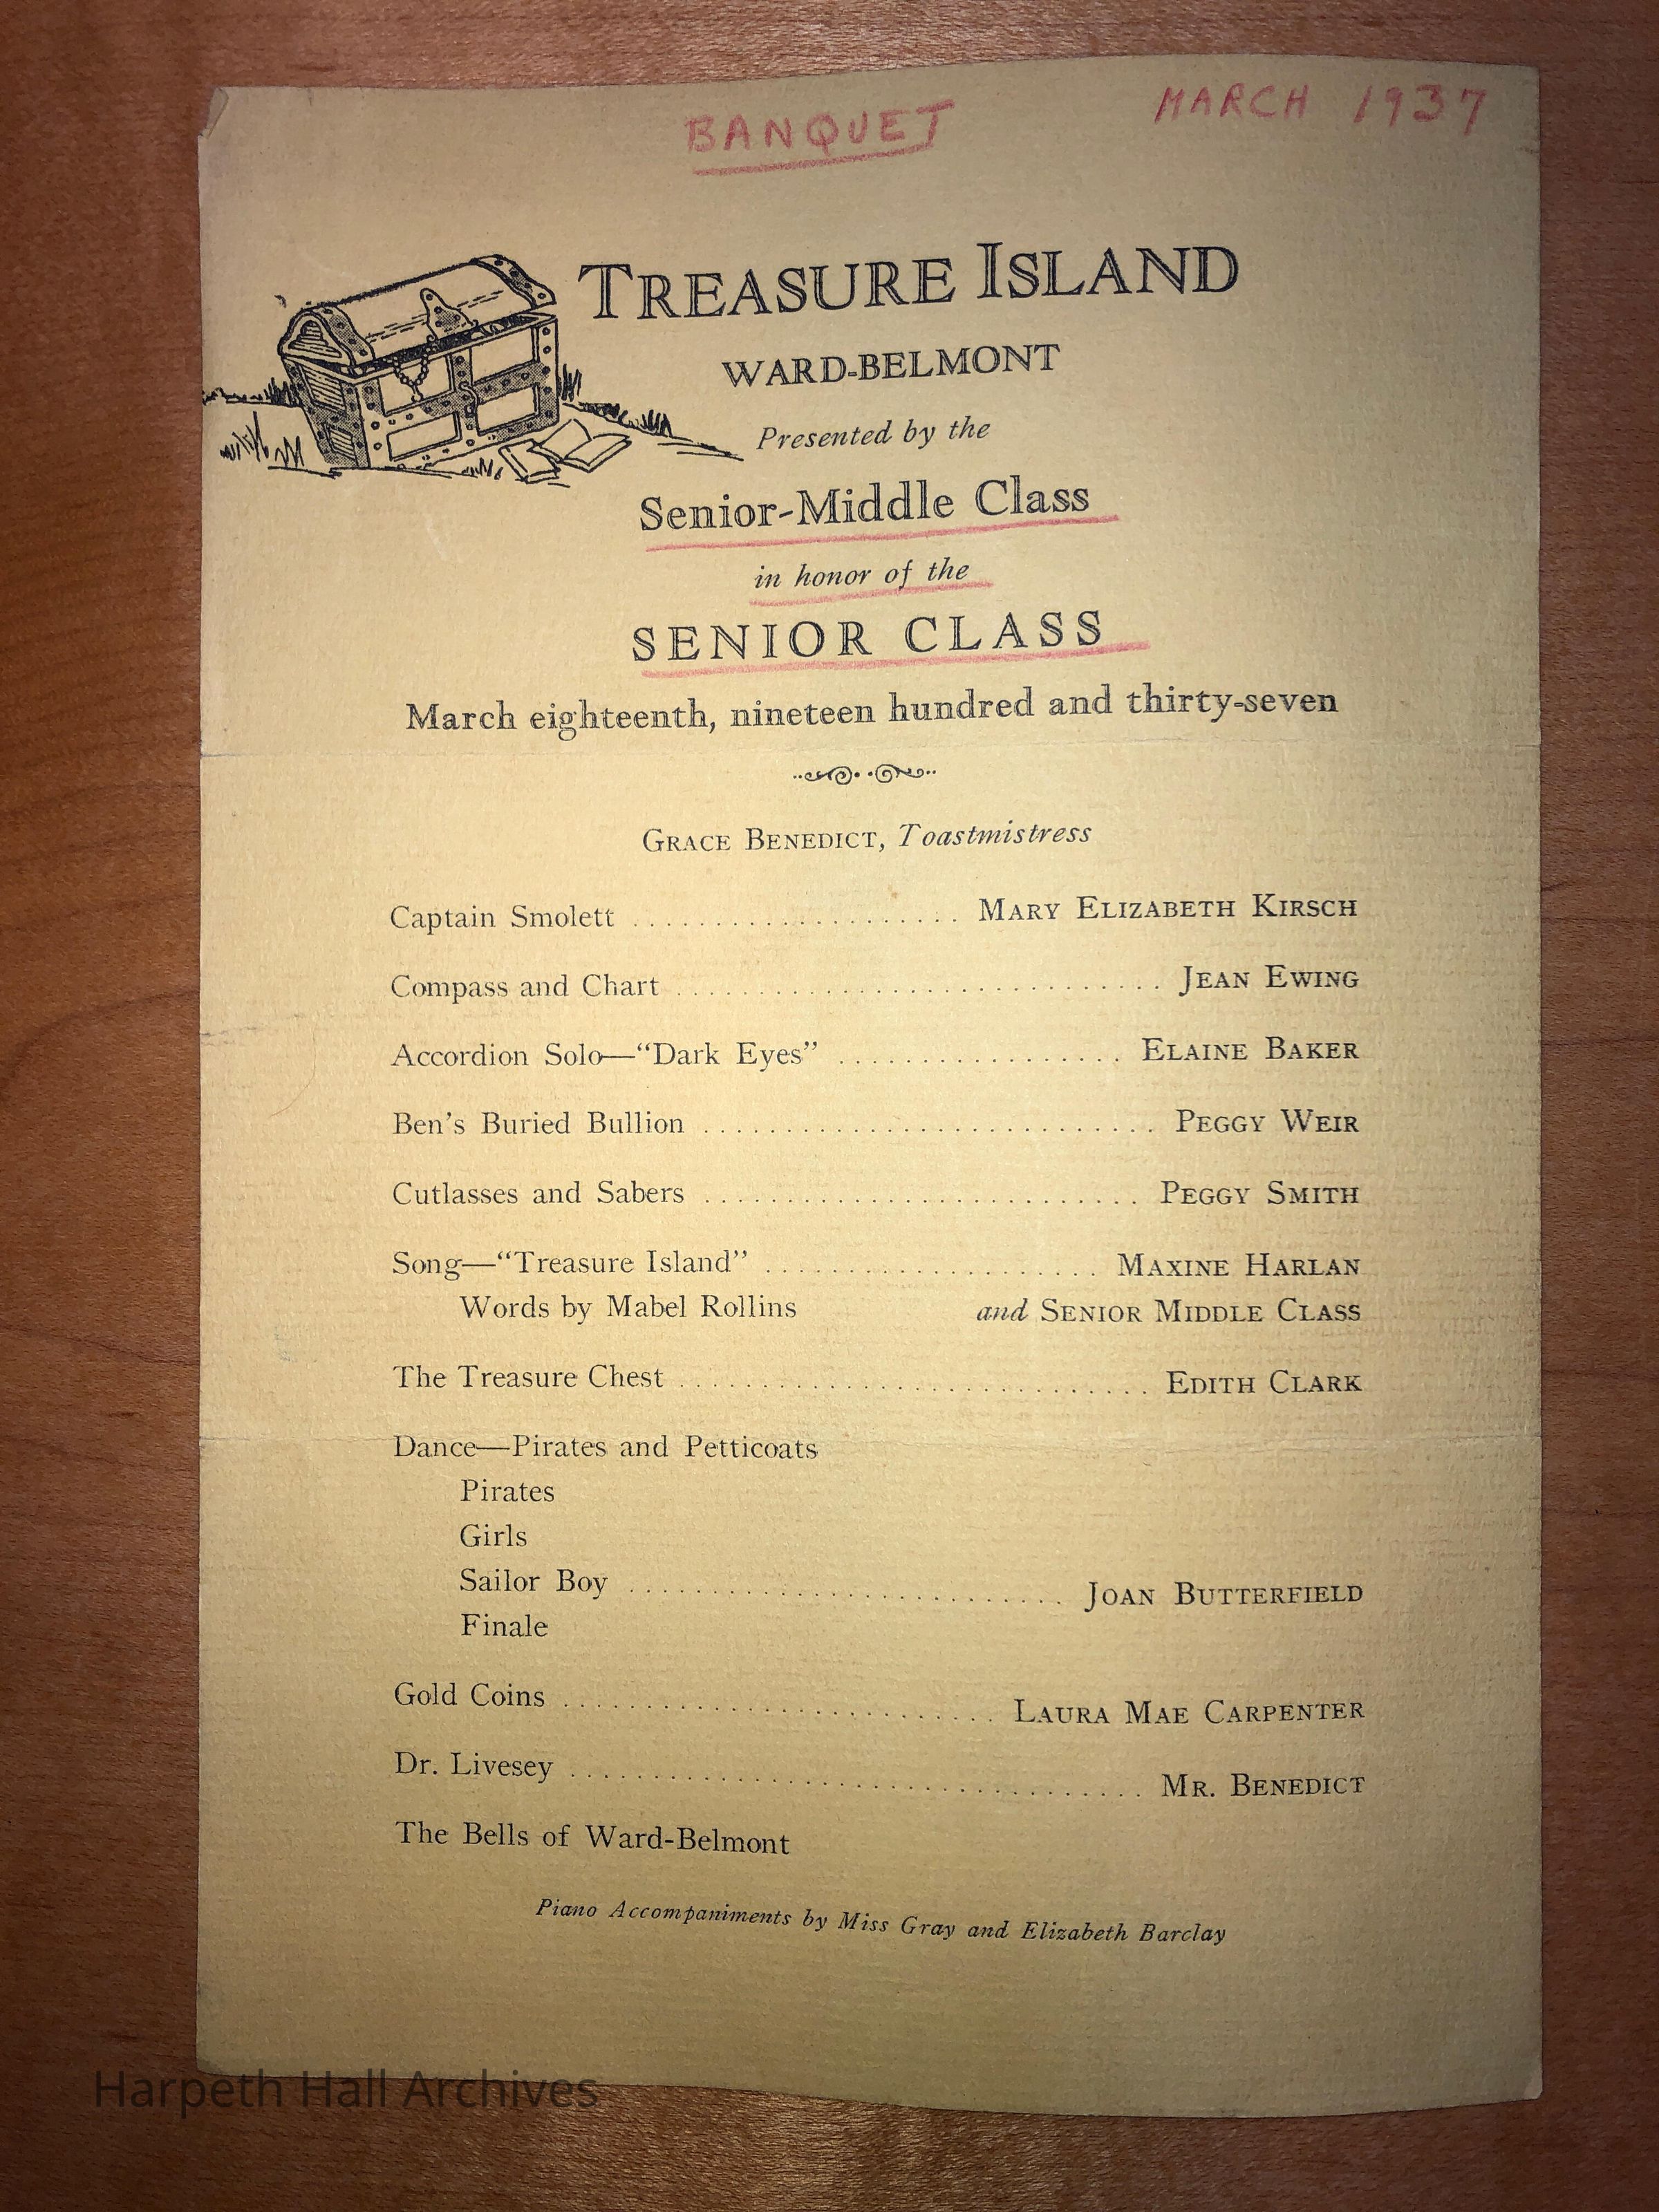 BANQUET
MARCH 1937
TREASURE ISLAND
WARD-BELMONT
Presented by the
Senior-Middle Class
in honor of the
SENIOR CLASS
March eighteenth, nineteen hundred and thirty-seven
GRACE BENEDICT, Toastmistress
Captain Smolett . . . . . . . . . . . . . . . . . . . MARY ELIZABETH KIRSCH
Compass and Chart . . . . . . . . . . . . . . . . . . . . . . . . . . . . JEAN EWING
Accordion Solo—"Dark Eyes" . . . . . . . . . . . . . . . . . ELAINE BAKER
Ben's Buried Bullion . . . . . . . . . . . . . . . . . . . . . . . . . . PEGGY WEIR
Cutlasses and Sabers . . . . . . . . . . . . . . . . . . . . . . . . . PEGGY SMITH
Song—"Treasure Island" . . . . . . . . . . . . . . . . . . . MAXINE HARLAN
Words by Mabel Rollins and SENIOR MIDDLE CLASS
The Treasure Chest . . . . . . . . . . . . . . . . . . . . . . . . . . . EDITH CLARK
Dance—Pirates and Petticoats
Pirates
Girls
Sailor Boy . . . . . . . . . . . . . . . . . . . . . . . . . JOAN BUTTERFIELD
Finale
Gold Coins . . . . . . . . . . . . . . . . . . . . . . . . . LAURA MAE CARPENTER
Dr. Livesey . . . . . . . . . . . . . . . . . . . . . . . . . . . . . . . . . MR. BENEDICT
The Bells of Ward-Belmont
Piano Accompaniments by Miss Gray and Elizabeth Barclay
Harpeth Hall Archives